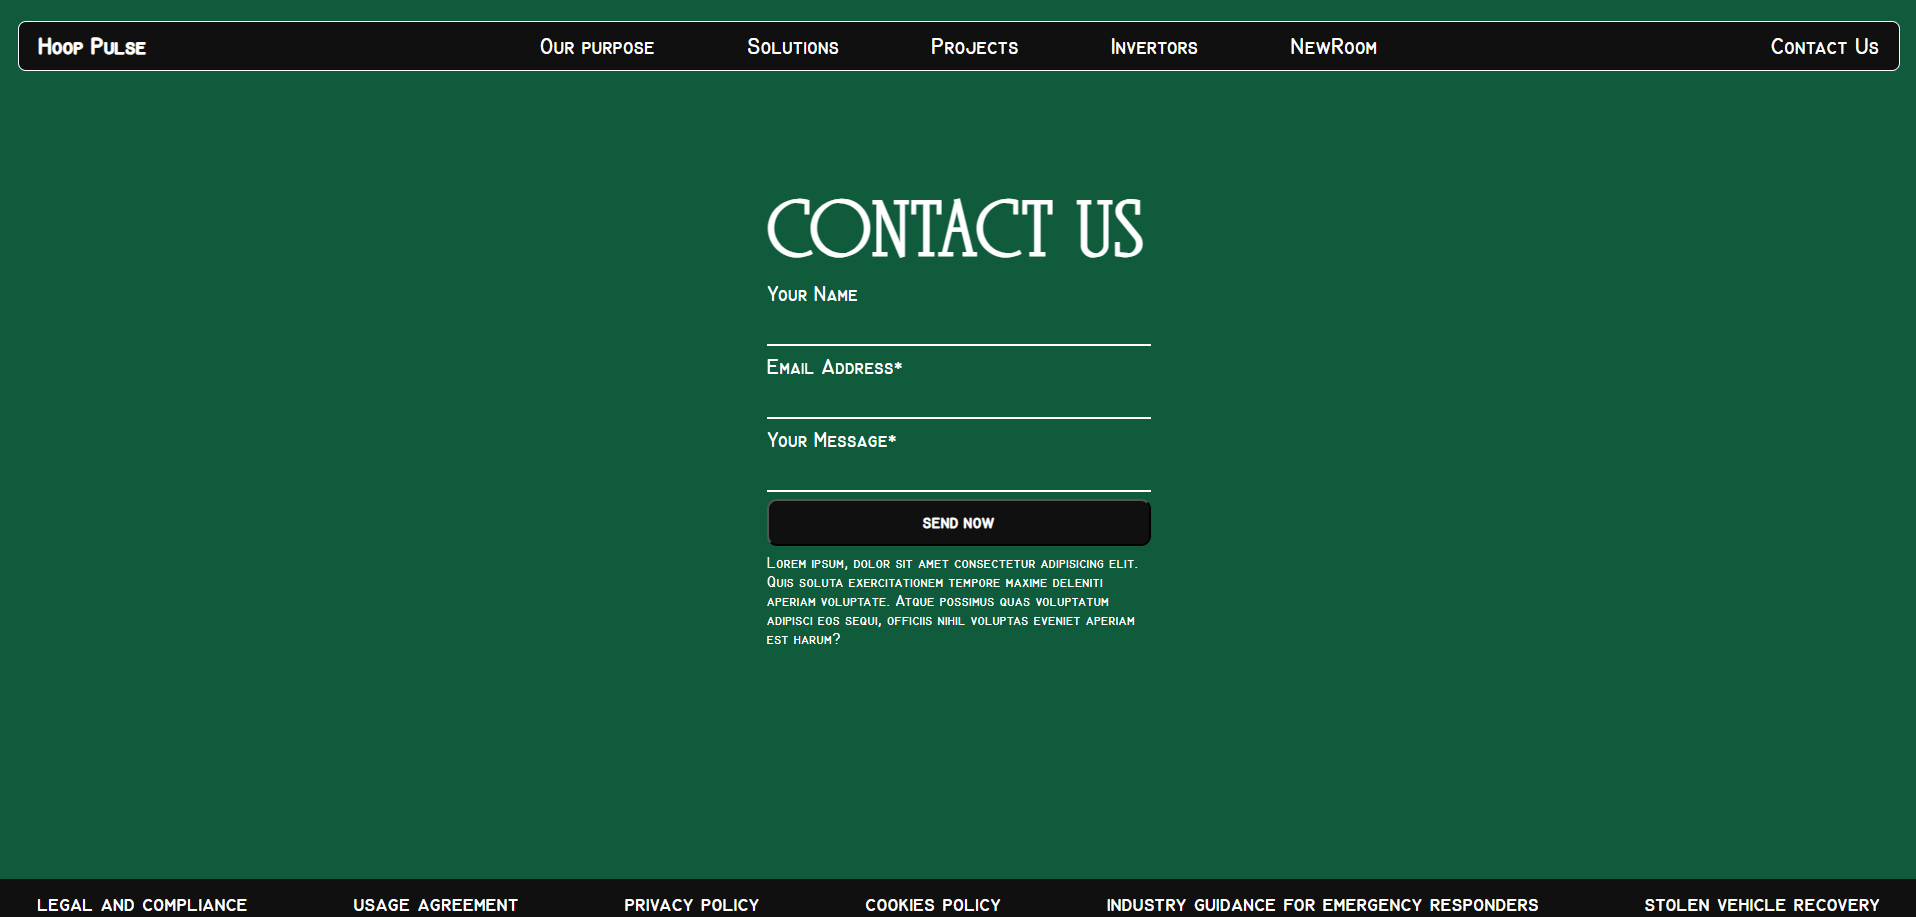 Hoop Pulse Our purpose Solutions Projects Invertors NewRoom Contact Us
CONTACT US
Your Name
Email Address*
Your Message*
SEND NOW
Lorem ipsum, dolor sit amet consectetur adipisicing elit.
Quis soluta exercitationem tempore maxime deleniti
aperiam voluptate. Atque possimus quas voluptatum
adipisci eos sequi, officiis nihil voluptas eveniet aperiam
est harum?
LEGAL AND COMPLIANCE USAGE AGREEMENT PRIVACY POLICY COOKIES POLICY INDUSTRY GUIDANCE FOR EMERGENCY RESPONDERS STOLEN VEHICLE RECOVERY